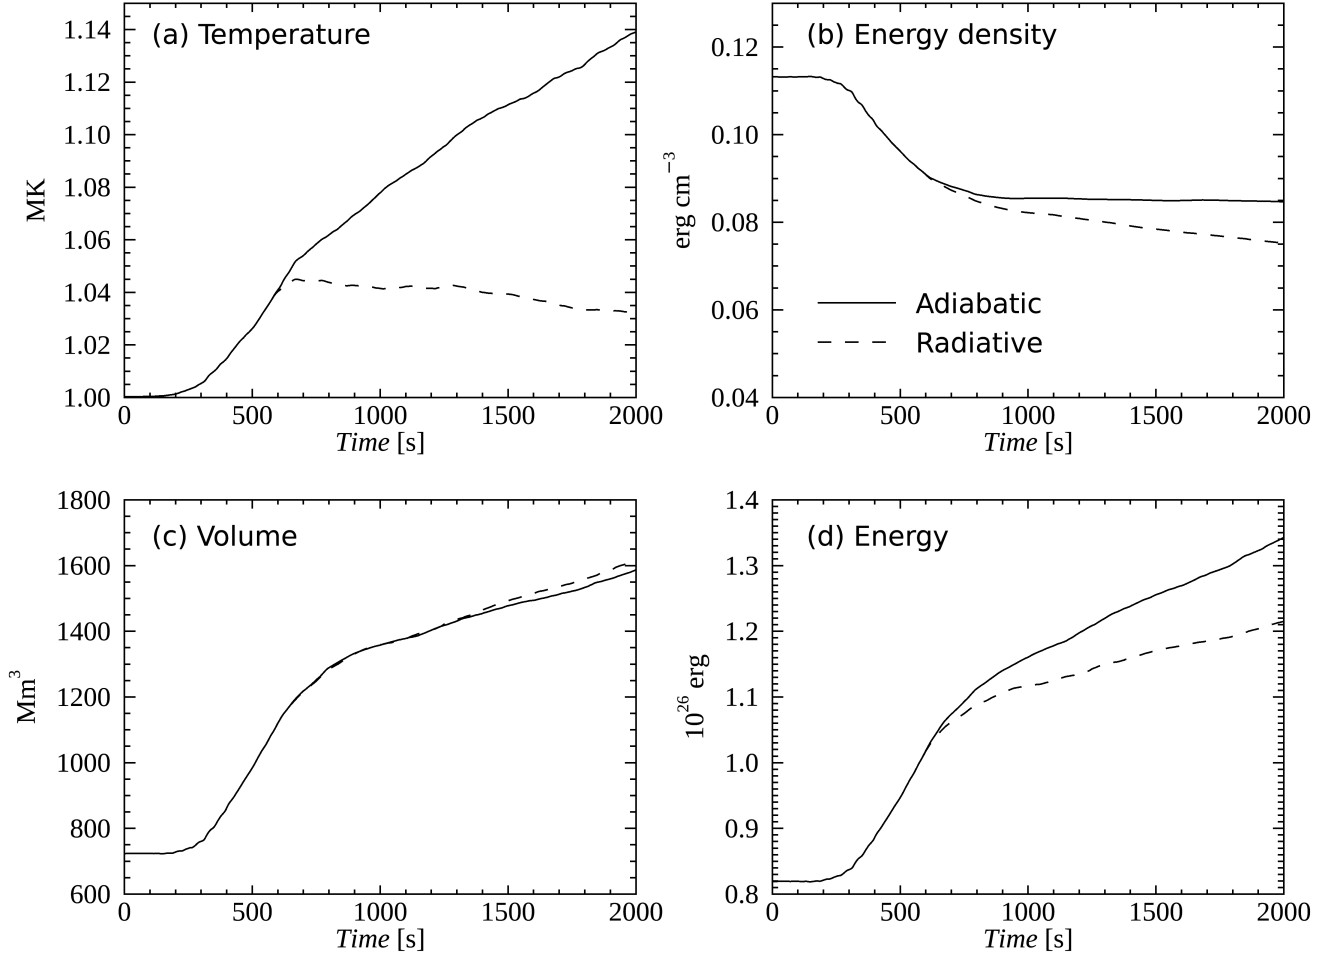 (a) Temperature
1.14
1.12
1.10
1.08
1.06
1.04
1.02
1.00
MK
0 500 1000 1500 2000
Time [s]
(b) Energy density
0.12
0.10
0.08
0.06
0.04
erg cm⁻³
Adiabatic
Radiative
0 500 1000 1500 2000
Time [s]
(c) Volume
1800
1600
1400
1200
1000
800
600
Mm³
0 500 1000 1500 2000
Time [s]
(d) Energy
1.4
1.3
1.2
1.1
1.0
0.9
0.8
10²⁶ erg
0 500 1000 1500 2000
Time [s]